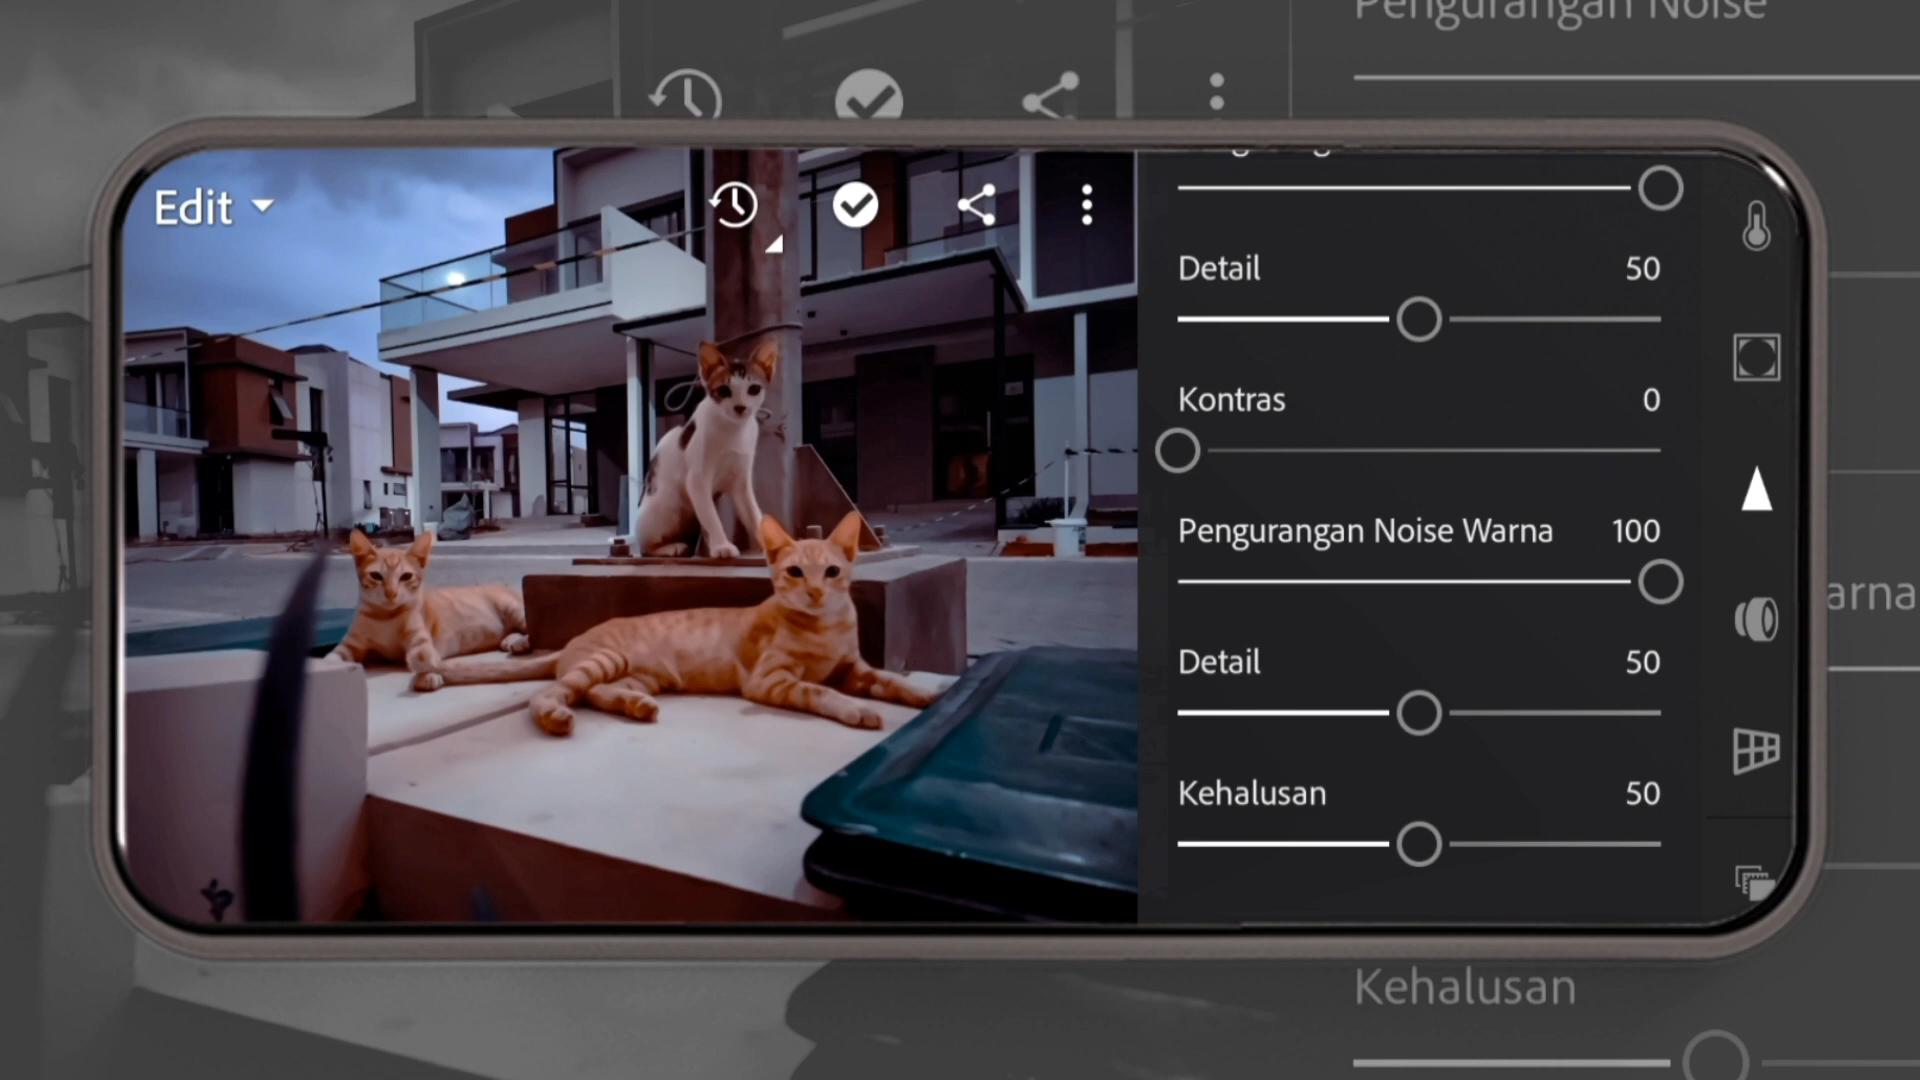 Pengurangan Noise
Edit
Detail 50
Kontras 0
Pengurangan Noise Warna 100
arna
Detail 50
Kehalusan 50
Kehalusan